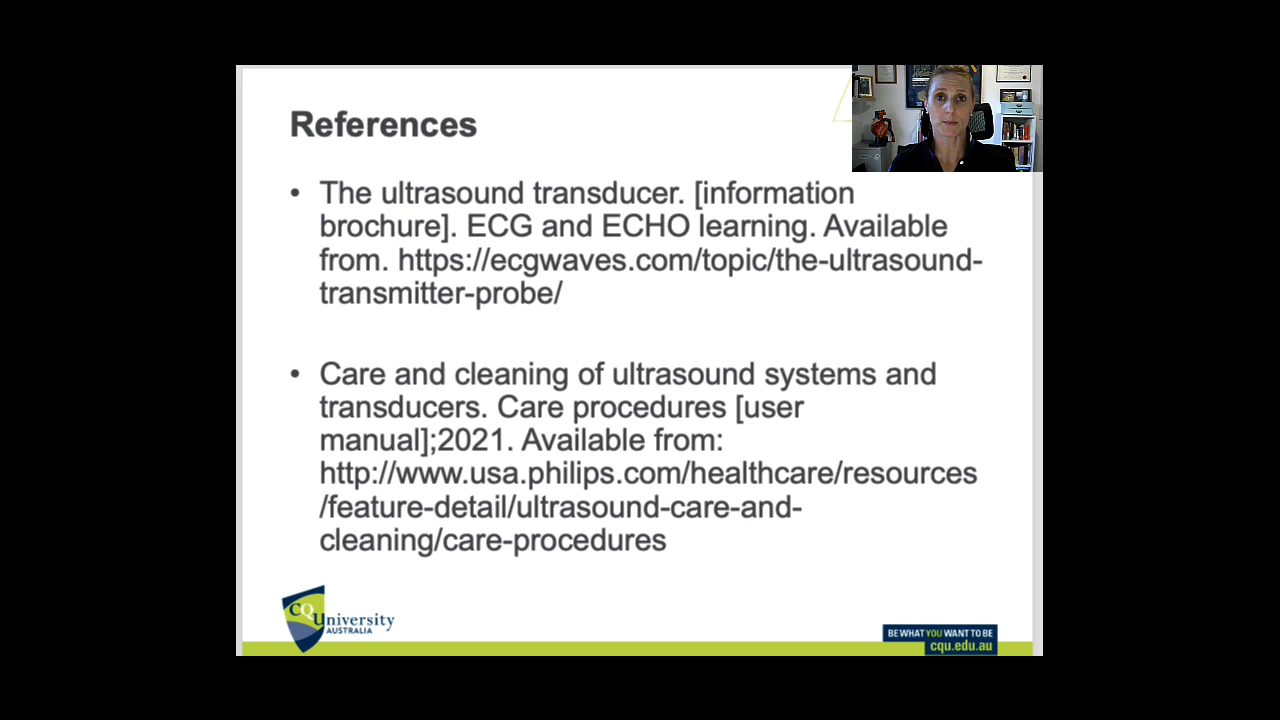 References
• The ultrasound transducer. [information
brochure]. ECG and ECHO learning. Available
from. https://ecgwaves.com/topic/the-ultrasound-
transmitter-probe/
• Care and cleaning of ultrasound systems and
transducers. Care procedures [user
manual];2021. Available from:
http://www.usa.philips.com/healthcare/resources
/feature-detail/ultrasound-care-and-
cleaning/care-procedures
CQUniversity
AUSTRALIA
BE WHAT YOU WANT TO BE
cqu.edu.au